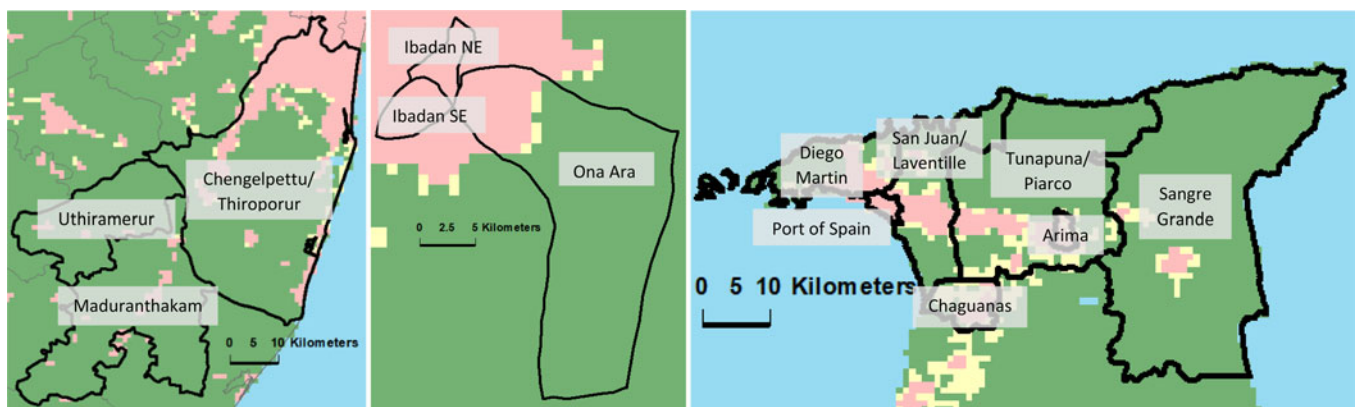 Chengelpettu/
Thiroporur
Uthiramerur
Maduranthakam
0 5 10 Kilometers
Ibadan NE
Ibadan SE
Ona Ara
0 2.5 5 Kilometers
Diego
Martin
San Juan/
Laventille
Tunapuna/
Piarco
Sangre
Grande
Port of Spain
Arima
Chaguanas
0 5 10 Kilometers